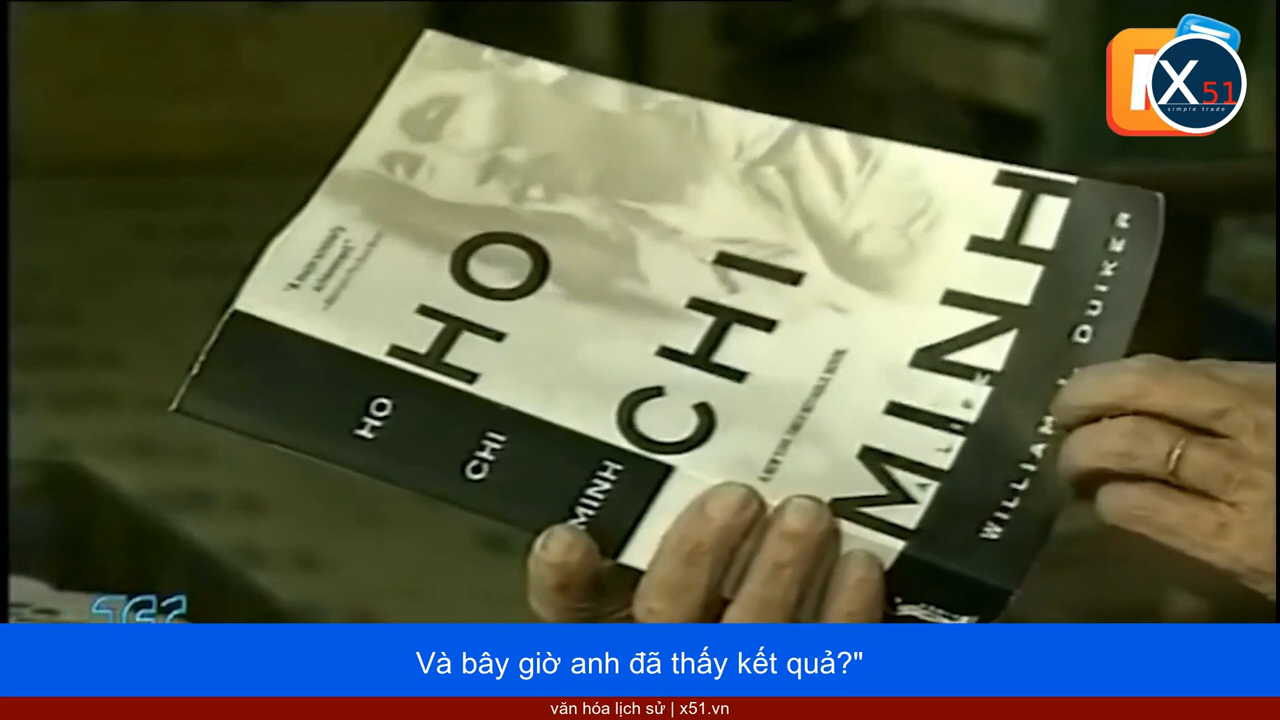 X51
simple trade
HO
CHI
MINH
A LIFE
WILLIAM J. DUIKER
HO
CHI
MINH
Và bây giờ anh đã thấy kết quả?"
văn hóa lịch sử | x51.vn